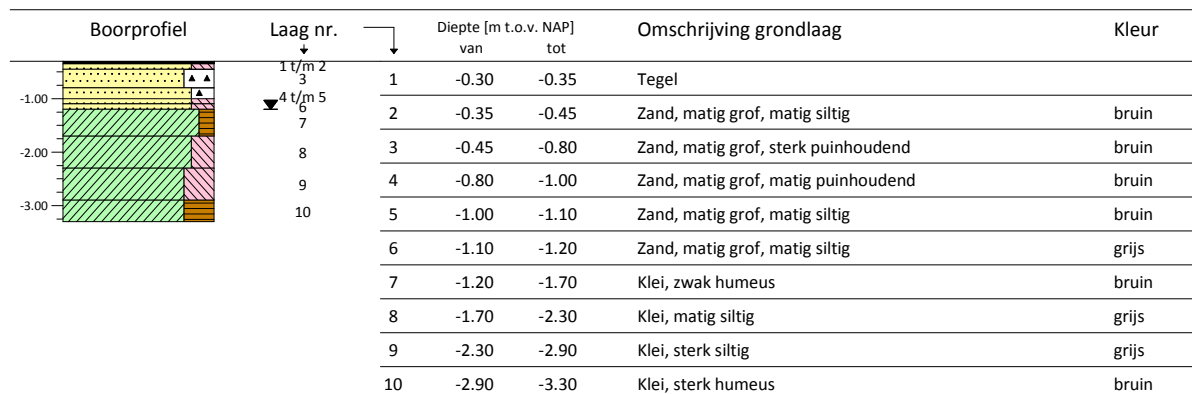 Boorprofiel Laag nr. Diepte [m t.o.v. NAP] Omschrijving grondlaag Kleur
van tot
1 t/m 2
3
4 t/m 5
6
7
8
9
10
-1.00
-2.00
-3.00
1 -0.30 -0.35 Tegel
2 -0.35 -0.45 Zand, matig grof, matig siltig bruin
3 -0.45 -0.80 Zand, matig grof, sterk puinhoudend bruin
4 -0.80 -1.00 Zand, matig grof, matig puinhoudend bruin
5 -1.00 -1.10 Zand, matig grof, matig siltig bruin
6 -1.10 -1.20 Zand, matig grof, matig siltig grijs
7 -1.20 -1.70 Klei, zwak humeus bruin
8 -1.70 -2.30 Klei, matig siltig grijs
9 -2.30 -2.90 Klei, sterk siltig grijs
10 -2.90 -3.30 Klei, sterk humeus bruin